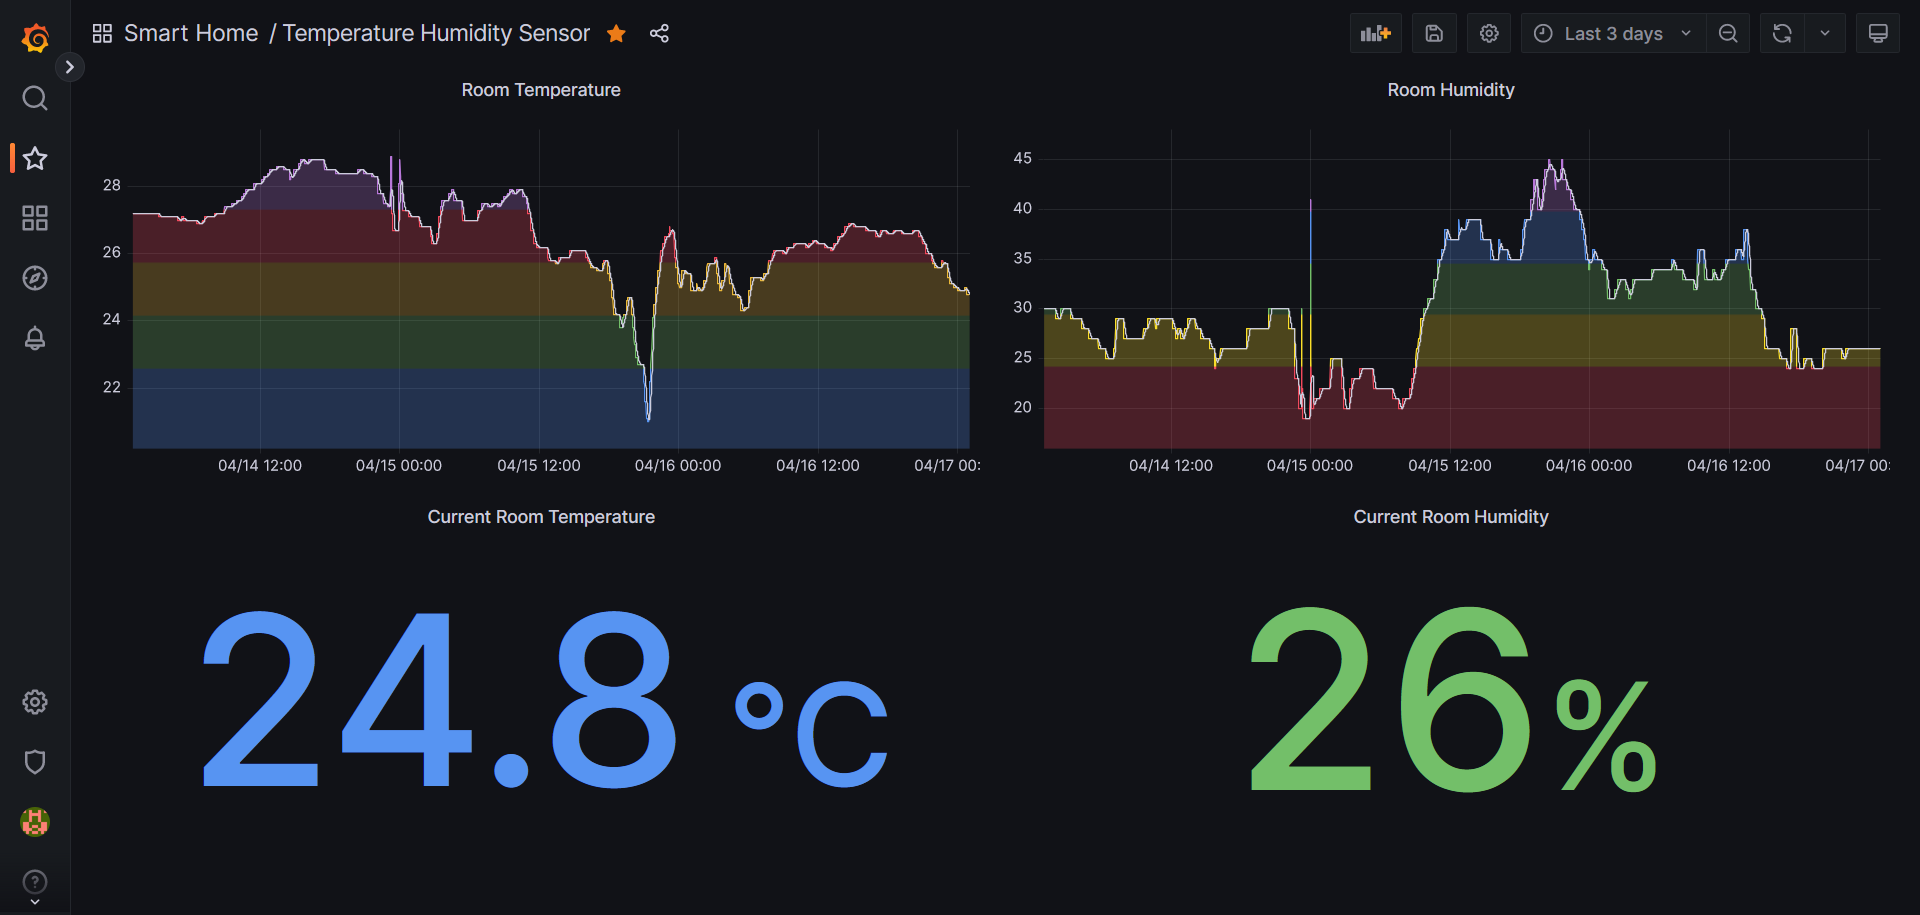 Smart Home / Temperature Humidity Sensor
Last 3 days
Room Temperature
28
26
24
22
04/14 12:00 04/15 00:00 04/15 12:00 04/16 00:00 04/16 12:00 04/17 00:
Room Humidity
45
40
35
30
25
20
04/14 12:00 04/15 00:00 04/15 12:00 04/16 00:00 04/16 12:00 04/17 00:
Current Room Temperature
24.8 °C
Current Room Humidity
26%